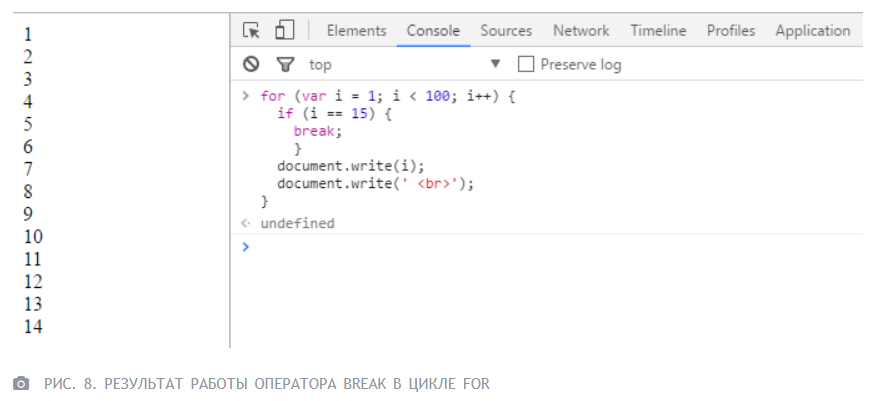 1
2
3
4
5
6
7
8
9
10
11
12
13
14
Elements Console Sources Network Timeline Profiles Application
top ▼ Preserve log
> for (var i = 1; i < 100; i++) {
if (i == 15) {
break;
}
document.write(i);
document.write(' <br>');
}
undefined
>
РИС. 8. РЕЗУЛЬТАТ РАБОТЫ ОПЕРАТОРА BREAK В ЦИКЛЕ FOR